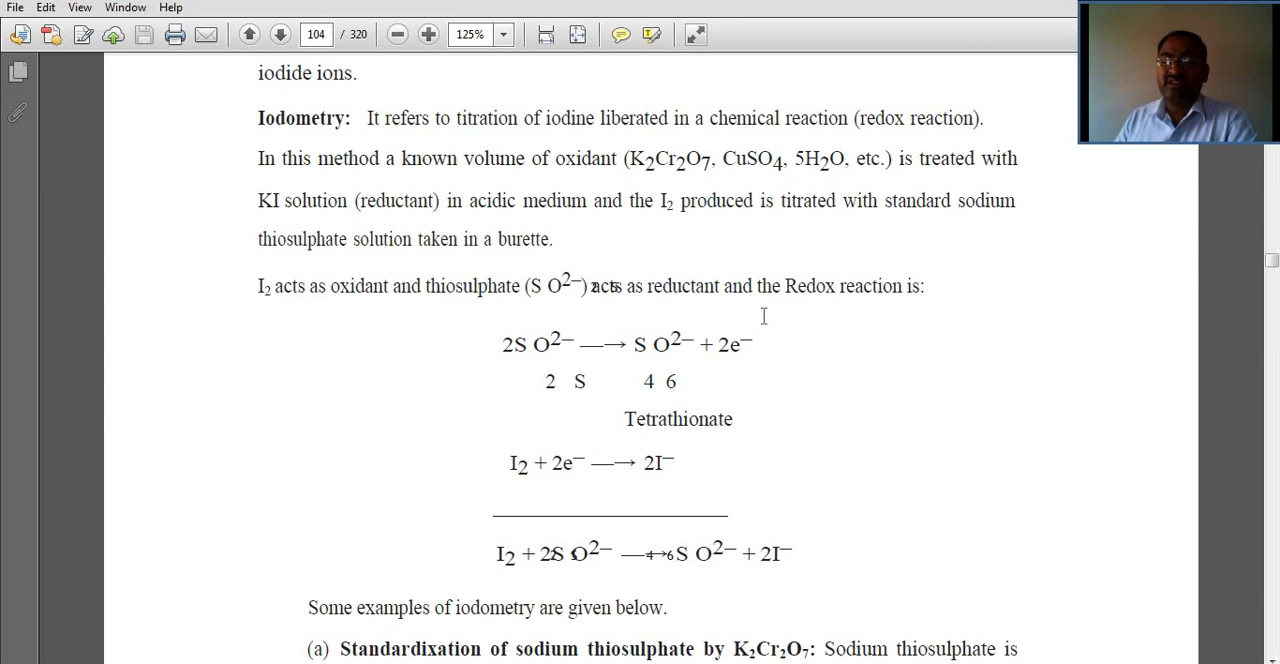 File Edit View Window Help
104 / 320 125%
iodide ions.
Iodometry: It refers to titration of iodine liberated in a chemical reaction (redox reaction).
In this method a known volume of oxidant (K2Cr2O7, CuSO4, 5H2O, etc.) is treated with
KI solution (reductant) in acidic medium and the I2 produced is titrated with standard sodium
thiosulphate solution taken in a burette.
I2 acts as oxidant and thiosulphate (S O2−) acts as reductant and the Redox reaction is:
2S O2− ⟶ S O2− + 2e−
2 S 4 6
Tetrathionate
I2 + 2e− ⟶ 2I−
I2 + 2S O2− ⟶ S O2− + 2I−
Some examples of iodometry are given below.
(a) Standardixation of sodium thiosulphate by K2Cr2O7: Sodium thiosulphate is